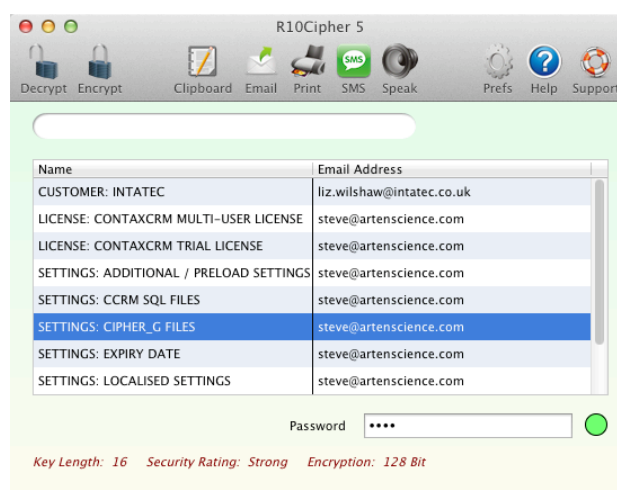 R10Cipher 5
Decrypt Encrypt Clipboard Email Print SMS Speak Prefs Help Support
Name Email Address
CUSTOMER: INTATEC liz.wilshaw@intatec.co.uk
LICENSE: CONTAXCRM MULTI-USER LICENSE steve@artenscience.com
LICENSE: CONTAXCRM TRIAL LICENSE steve@artenscience.com
SETTINGS: ADDITIONAL / PRELOAD SETTINGS steve@artenscience.com
SETTINGS: CCRM SQL FILES steve@artenscience.com
SETTINGS: CIPHER_G FILES steve@artenscience.com
SETTINGS: EXPIRY DATE steve@artenscience.com
SETTINGS: LOCALISED SETTINGS steve@artenscience.com
Password ••••
Key Length: 16 Security Rating: Strong Encryption: 128 Bit